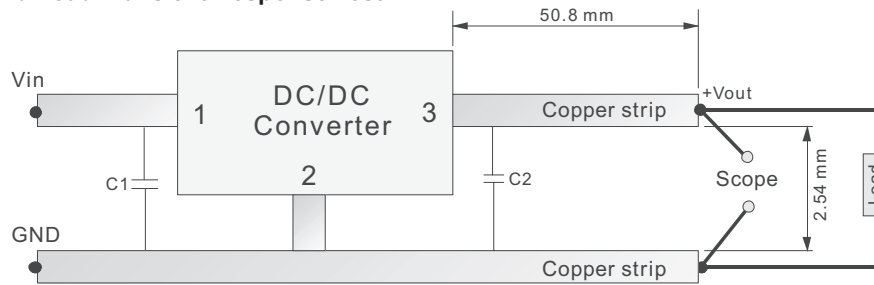 50.8 mm
Vin
DC/DC
Converter
1
2
3
+Vout
Copper strip
C1
C2
Scope
2.54 mm
GND
Copper strip